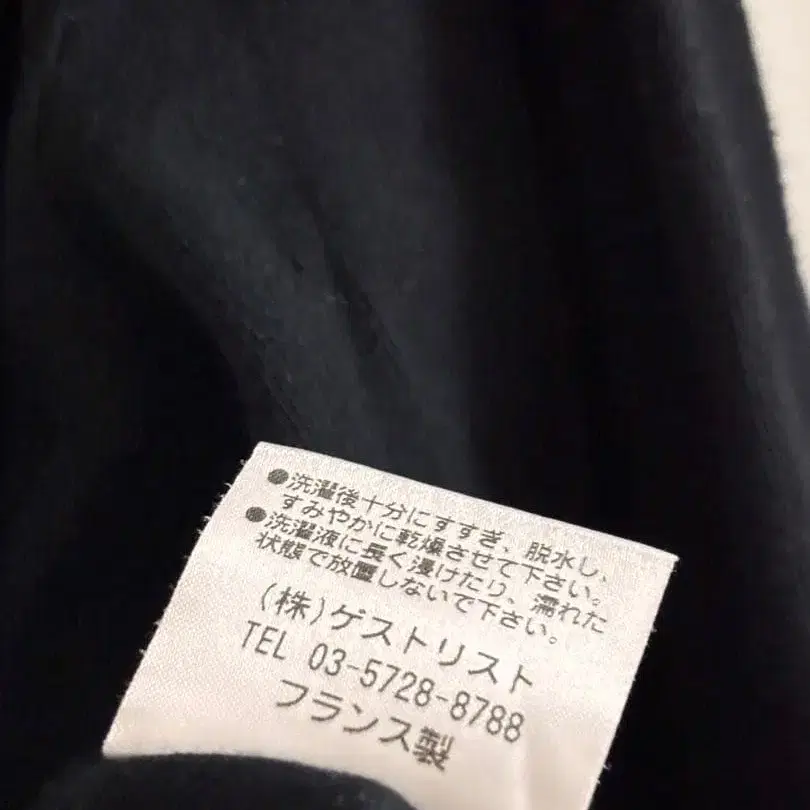 ●洗濯後十分にすすぎ、脱水し、
すみやかに乾燥させて下さい。
●洗濯液に長く浸けたり、濡れた
状態で放置しないで下さい。
(株)ゲストリスト
TEL 03-5728-8788
フランス製